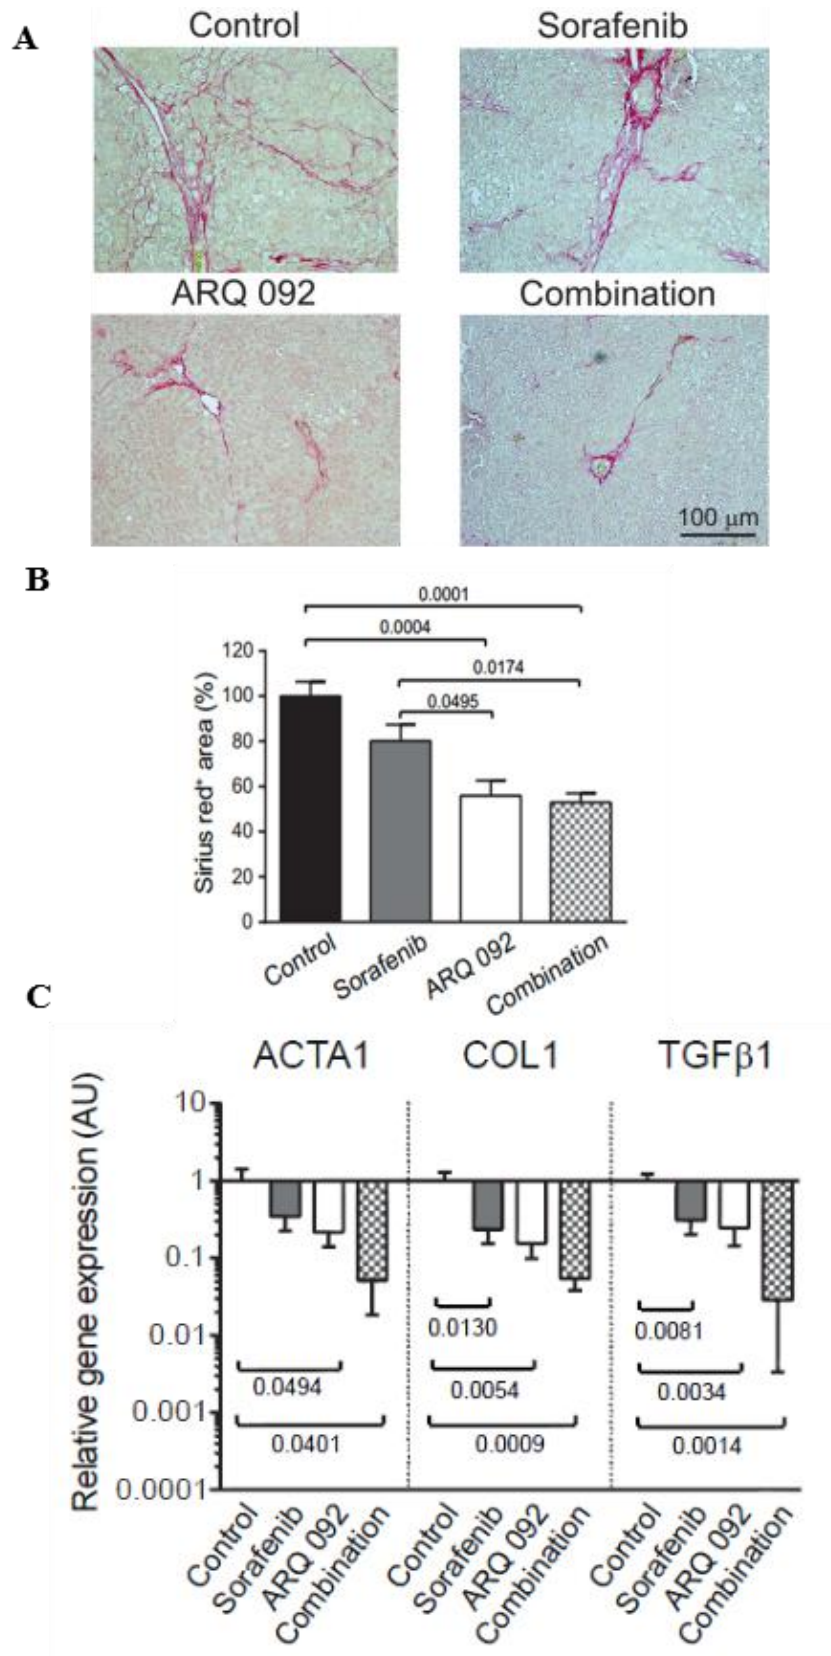 A
Control
Sorafenib
ARQ 092
Combination
100 μm
B
0.0001
0.0004
0.0174
0.0495
Sirius red⁺ area (%)
120
100
80
60
40
20
0
Control
Sorafenib
ARQ 092
Combination
C
ACTA1
COL1
TGFβ1
Relative gene expression (AU)
10
1
0.1
0.01
0.001
0.0001
0.0130
0.0081
0.0494
0.0054
0.0034
0.0401
0.0009
0.0014
Control
Sorafenib
ARQ 092
Combination
Control
Sorafenib
ARQ 092
Combination
Control
Sorafenib
ARQ 092
Combination